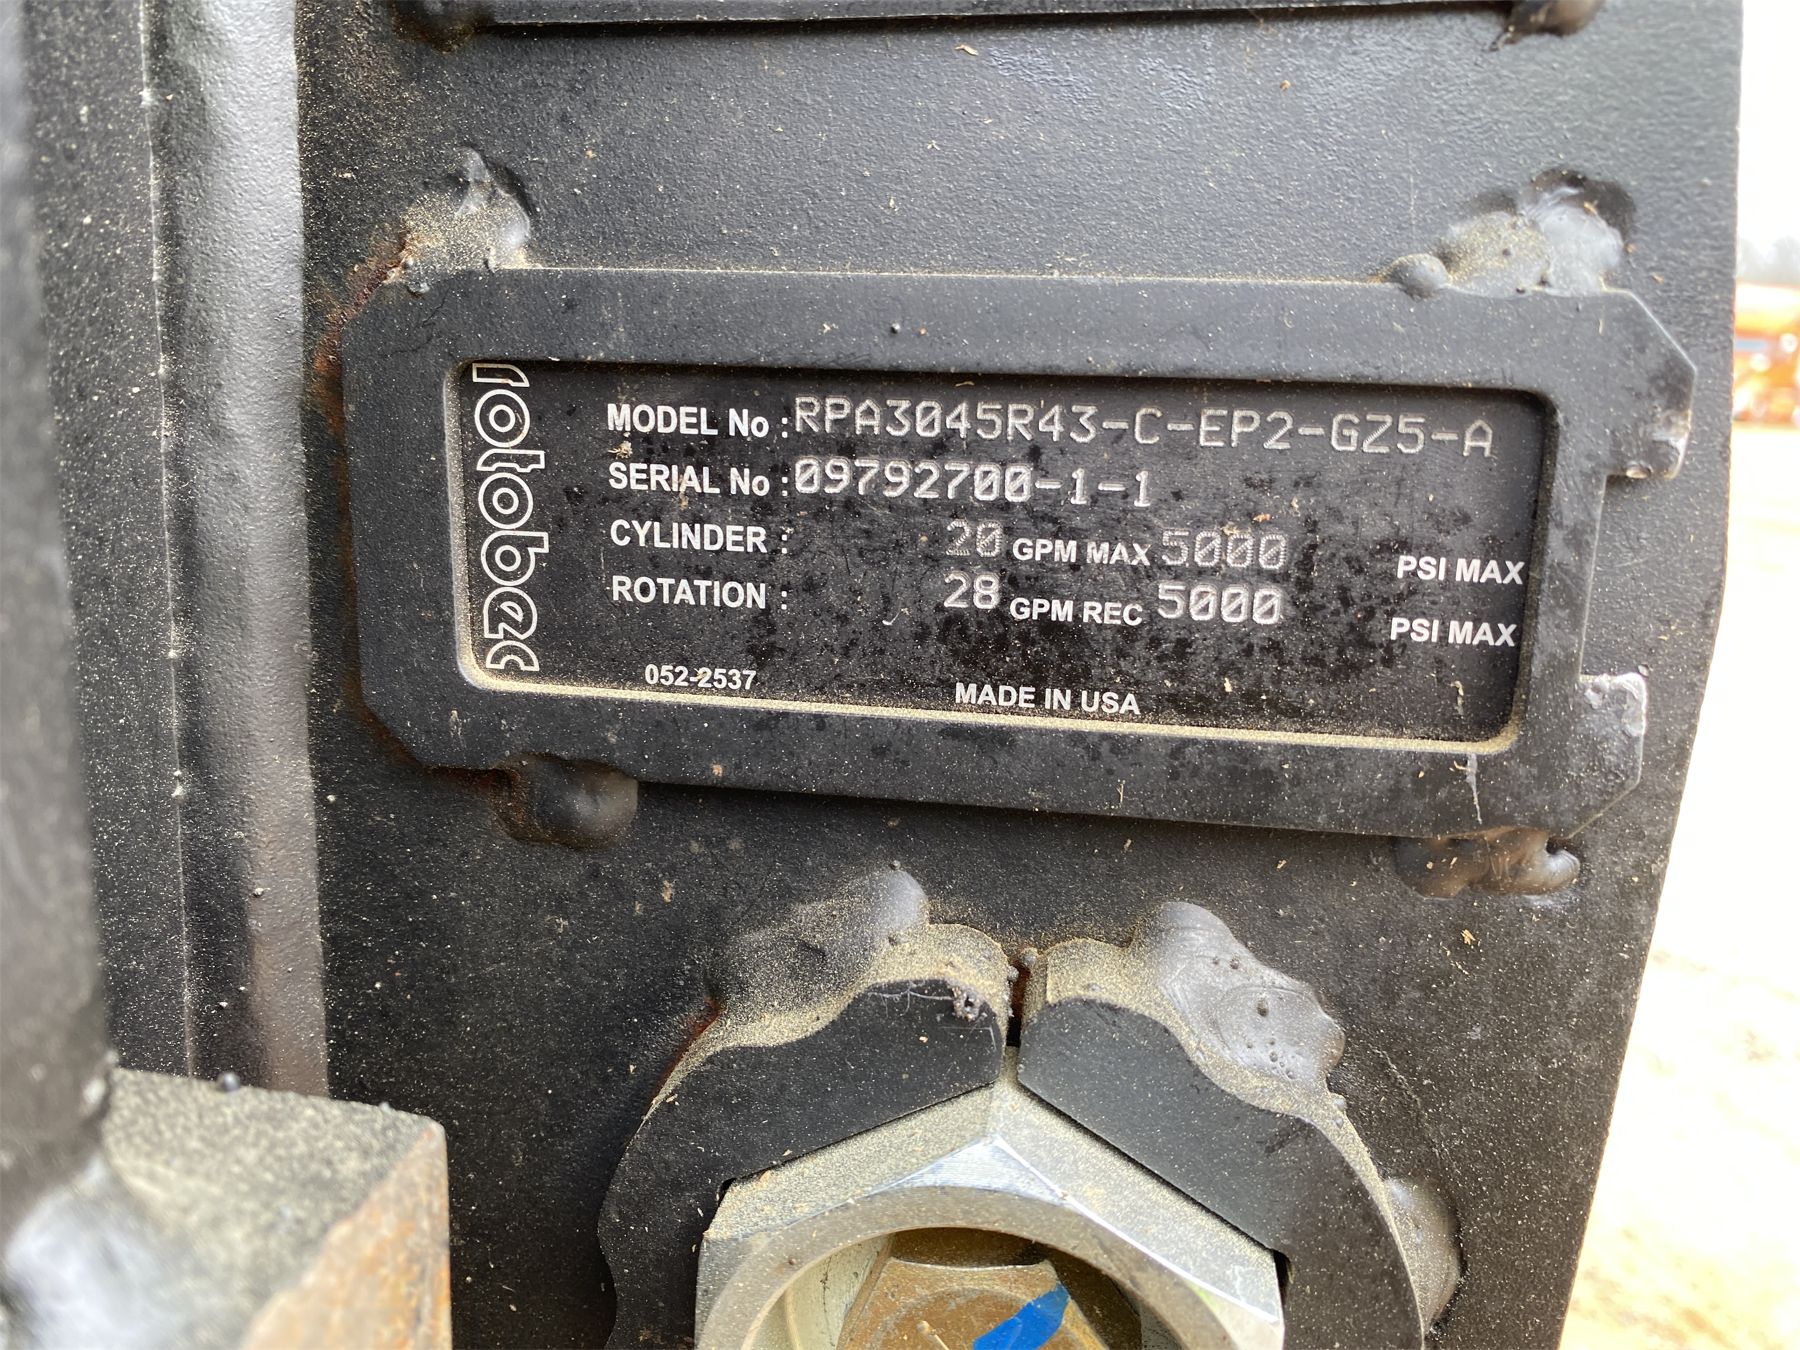 rotobec
MODEL No : RPA3045R43-C-EP2-GZ5-A
SERIAL No : 09792700-1-1
CYLINDER : 20 GPM MAX 5000 PSI MAX
ROTATION : 28 GPM REC 5000 PSI MAX
052-2537 MADE IN USA